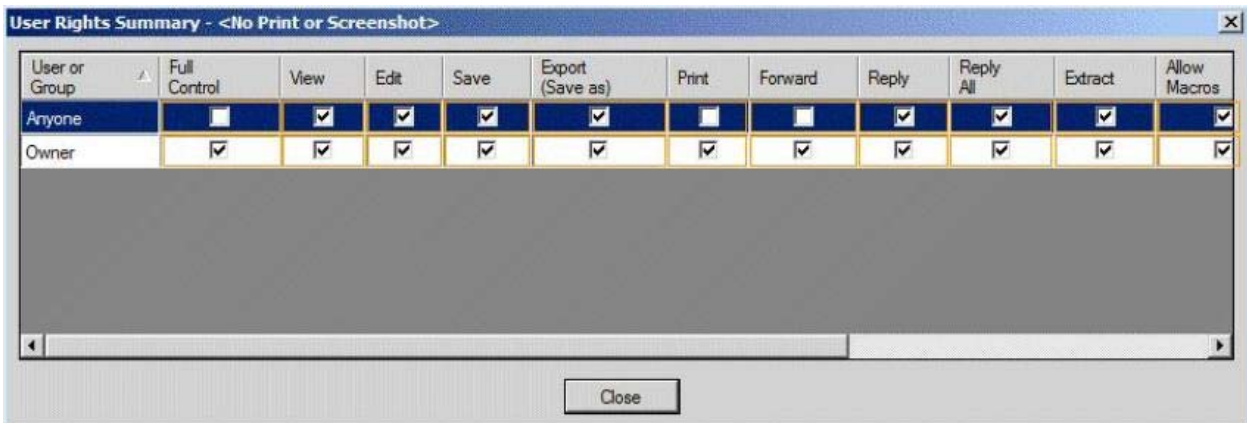 User Rights Summary - <No Print or Screenshot>
User or Group Full Control View Edit Save Export (Save as) Print Forward Reply Reply All Extract Allow Macros
Anyone
Owner
Close